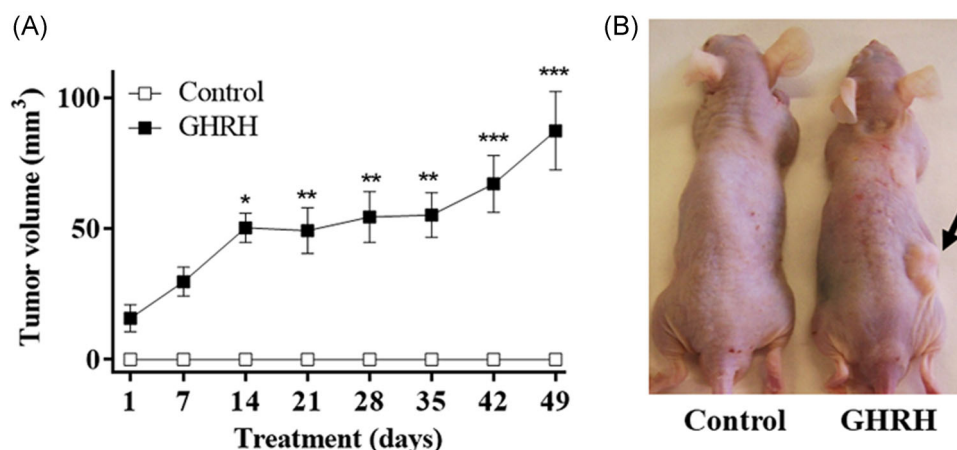 (A)
(B)
Tumor volume (mm³)
100
50
0
Control
GHRH
*
**
**
**
***
***
1 7 14 21 28 35 42 49
Treatment (days)
Control GHRH